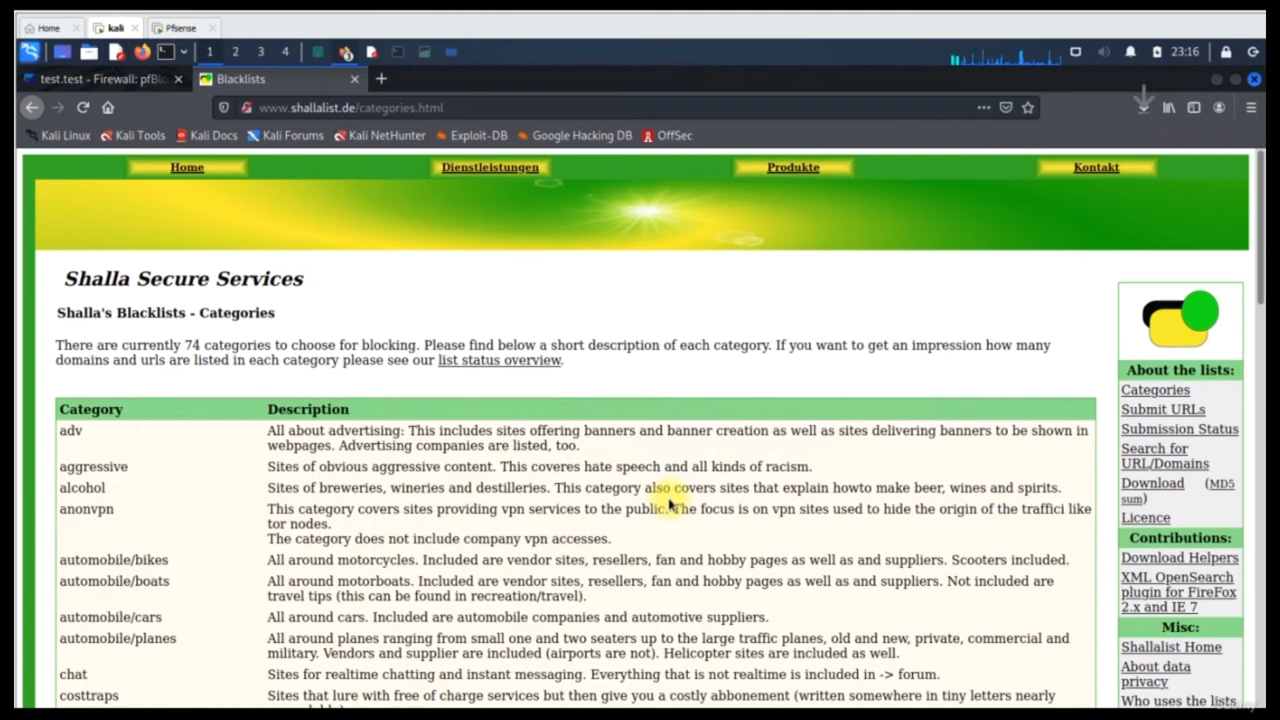 Home
kali
Pfsense
1 2 3 4
23:16
test.test - Firewall: pfBlo
Blacklists
www.shallalist.de/categories.html
Kali Linux Kali Tools Kali Docs Kali Forums Kali NetHunter Exploit-DB Google Hacking DB OffSec
Home Dienstleistungen Produkte Kontakt
Shalla Secure Services
Shalla's Blacklists - Categories
There are currently 74 categories to choose for blocking. Please find below a short description of each category. If you want to get an impression how many
domains and urls are listed in each category please see our list status overview.
Category Description
adv All about advertising: This includes sites offering banners and banner creation as well as sites delivering banners to be shown in
webpages. Advertising companies are listed, too.
aggressive Sites of obvious aggressive content. This coveres hate speech and all kinds of racism.
alcohol Sites of breweries, wineries and destilleries. This category also covers sites that explain howto make beer, wines and spirits.
anonvpn This category covers sites providing vpn services to the public. The focus is on vpn sites used to hide the origin of the traffici like
tor nodes.
The category does not include company vpn accesses.
automobile/bikes All around motorcycles. Included are vendor sites, resellers, fan and hobby pages as well as and suppliers. Scooters included.
automobile/boats All around motorboats. Included are vendor sites, resellers, fan and hobby pages as well as and suppliers. Not included are
travel tips (this can be found in recreation/travel).
automobile/cars All around cars. Included are automobile companies and automotive suppliers.
automobile/planes All around planes ranging from small one and two seaters up to the large traffic planes, old and new, private, commercial and
military. Vendors and supplier are included (airports are not). Helicopter sites are included as well.
chat Sites for realtime chatting and instant messaging. Everything that is not realtime is included in -> forum.
costtraps Sites that lure with free of charge services but then give you a costly abbonement (written somewhere in tiny letters nearly
About the lists:
Categories
Submit URLs
Submission Status
Search for
URL/Domains
Download (MD5
sum)
Licence
Contributions:
Download Helpers
XML OpenSearch
plugin for FireFox
2.x and IE 7
Misc:
Shallalist Home
About data
privacy
Who uses the lists